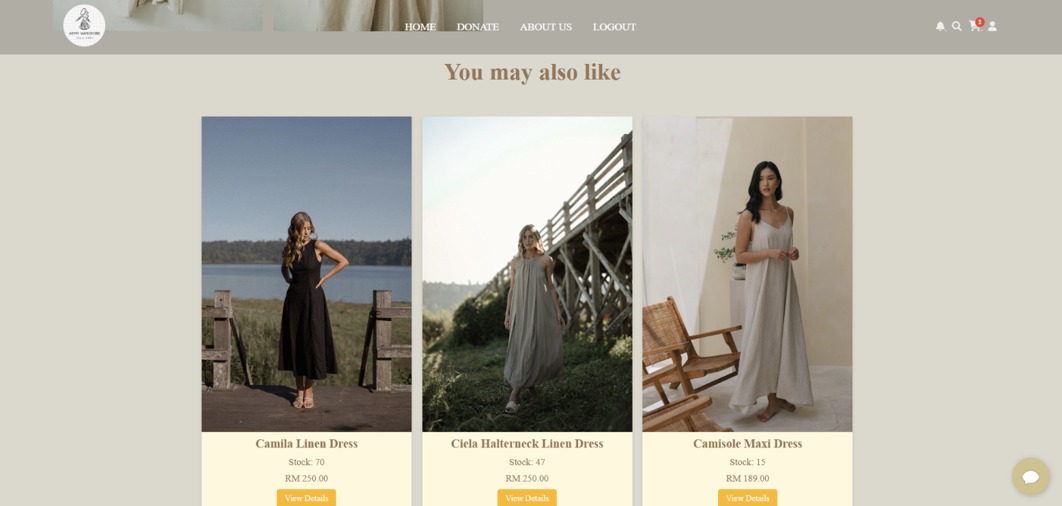 HOME DONATE ABOUT US LOGOUT 1
You may also like
Camila Linen Dress
Stock: 70
RM 250.00
View Details
Ciela Halterneck Linen Dress
Stock: 47
RM 250.00
View Details
Camisole Maxi Dress
Stock: 15
RM 189.00
View Details